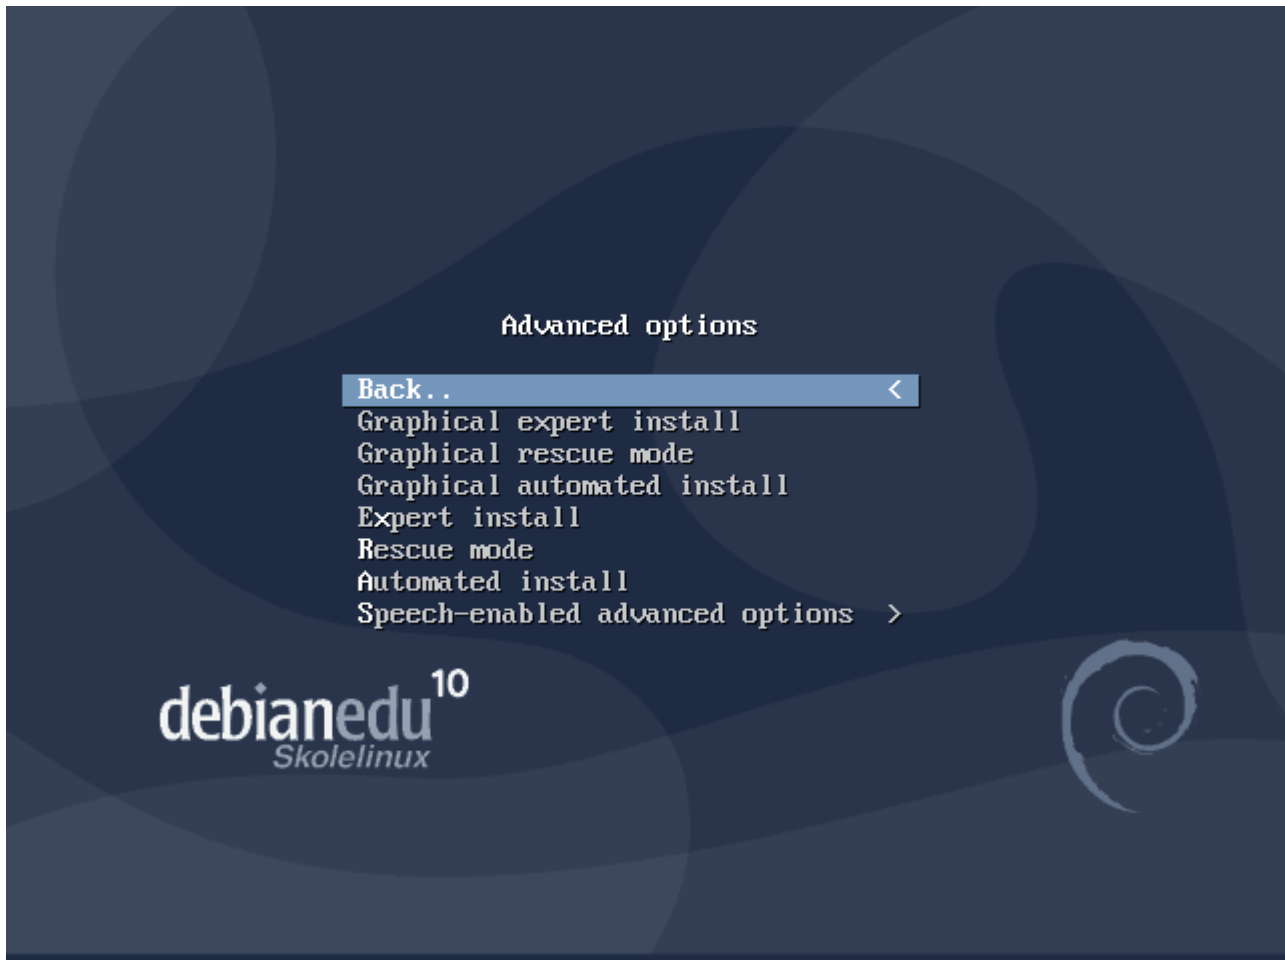 Advanced options
Back.. <
Graphical expert install
Graphical rescue mode
Graphical automated install
Expert install
Rescue mode
Automated install
Speech-enabled advanced options >
debianedu 10
Skolelinux